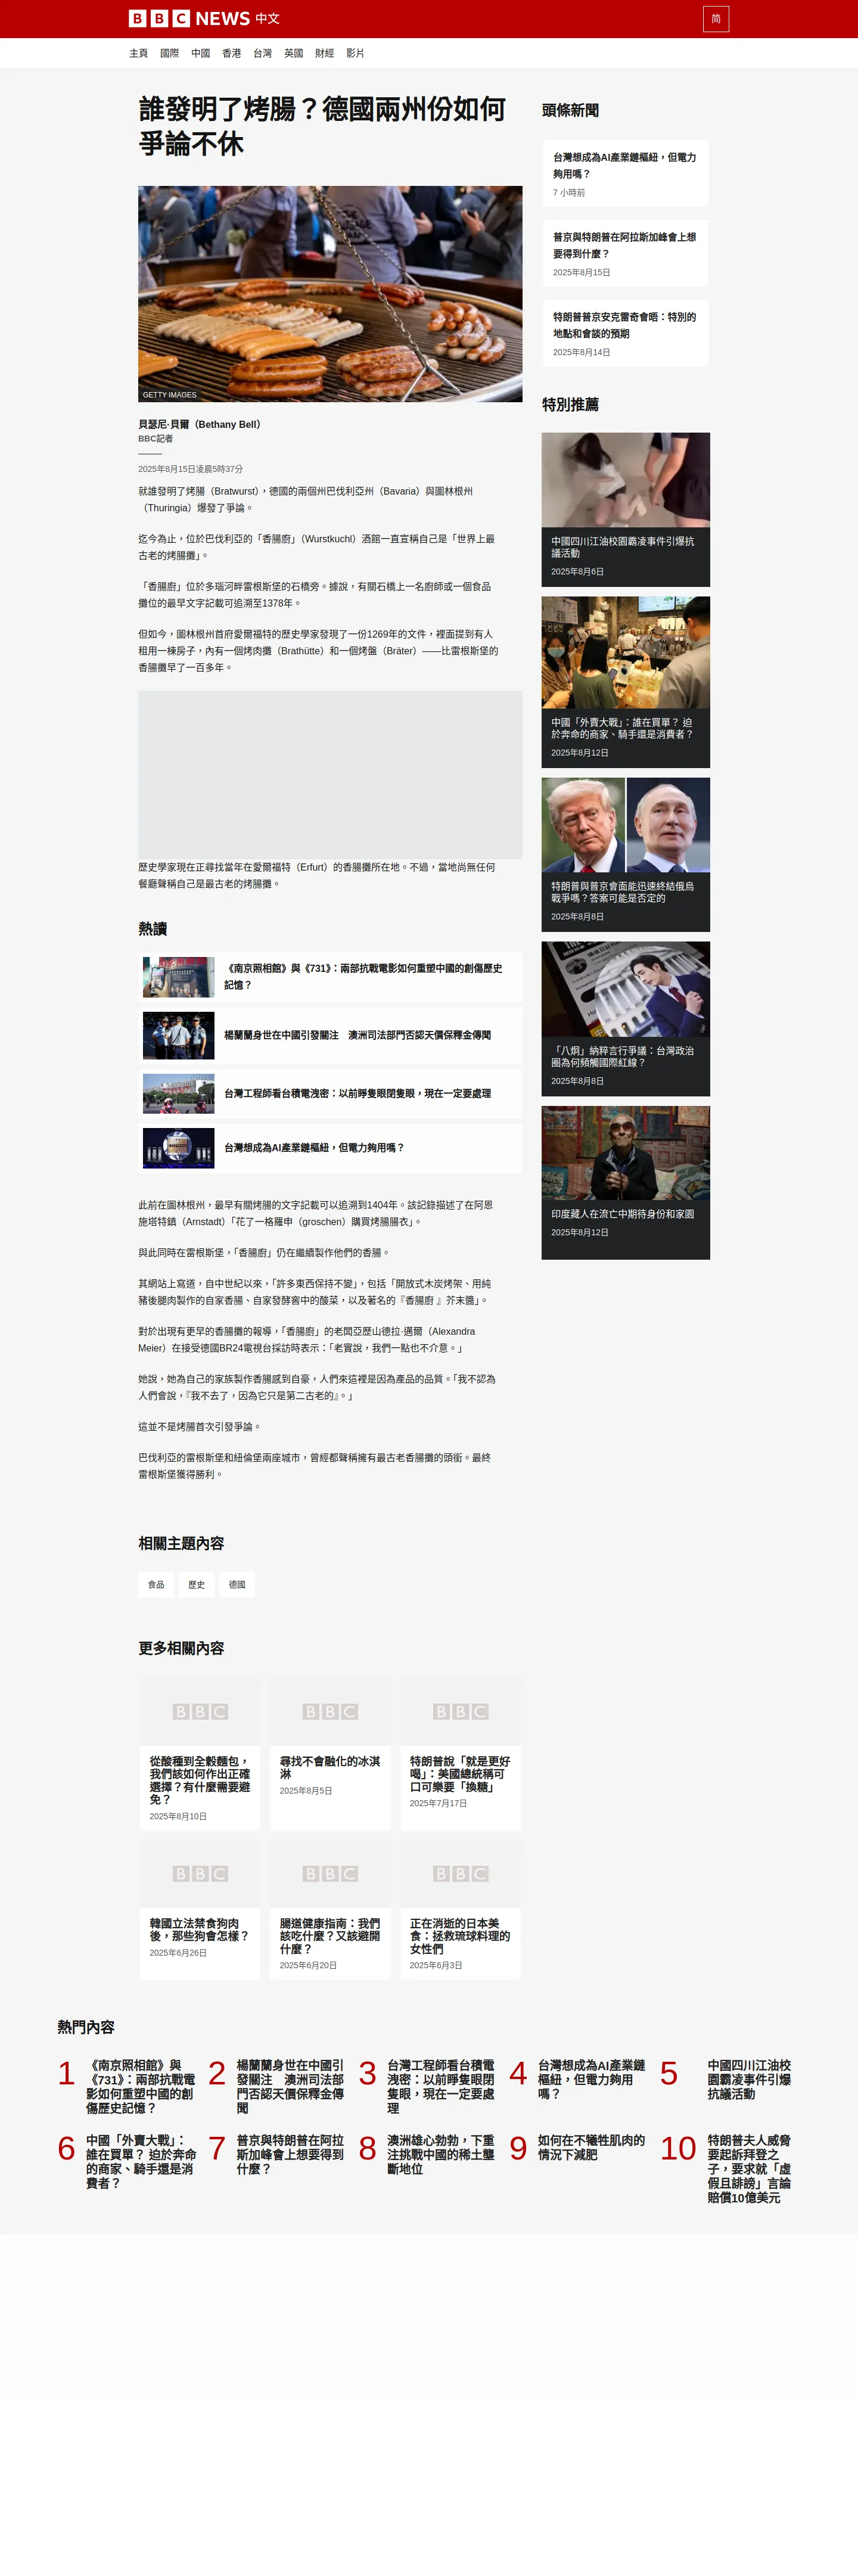 BBC NEWS 中文
简
主頁 國際 中國 香港 台灣 英國 財經 影片
誰發明了烤腸？德國兩州份如何
爭論不休
GETTY IMAGES
貝瑟尼·貝爾（Bethany Bell）
BBC記者
2025年8月15日凌晨5時37分
就誰發明了烤腸（Bratwurst），德國的兩個州巴伐利亞州（Bavaria）與圖林根州
（Thuringia）爆發了爭論。
迄今為止，位於巴伐利亞的「香腸廚」（Wurstkuchl）酒館一直宣稱自己是「世界上最
古老的烤腸攤」。
「香腸廚」位於多瑙河畔雷根斯堡的石橋旁。據說，有關石橋上一名廚師或一個食品
攤位的最早文字記載可追溯至1378年。
但如今，圖林根州首府愛爾福特的歷史學家發現了一份1269年的文件，裡面提到有人
租用一棟房子，內有一個烤肉攤（Brathütte）和一個烤盤（Bräter）——比雷根斯堡的
香腸攤早了一百多年。
歷史學家現在正尋找當年在愛爾福特（Erfurt）的香腸攤所在地。不過，當地尚無任何
餐廳聲稱自己是最古老的烤腸攤。
熱讀
《南京照相館》與《731》：兩部抗戰電影如何重塑中國的創傷歷史
記憶？
楊蘭蘭身世在中國引發關注　澳洲司法部門否認天價保釋金傳聞
台灣工程師看台積電洩密：以前睜隻眼閉隻眼，現在一定要處理
台灣想成為AI產業鏈樞紐，但電力夠用嗎？
此前在圖林根州，最早有關烤腸的文字記載可以追溯到1404年。該記錄描述了在阿恩
施塔特鎮（Arnstadt）「花了一格羅申（groschen）購買烤腸腸衣」。
與此同時在雷根斯堡，「香腸廚」仍在繼續製作他們的香腸。
其網站上寫道，自中世紀以來，「許多東西保持不變」，包括「開放式木炭烤架、用純
豬後腿肉製作的自家香腸、自家發酵窖中的酸菜，以及著名的『香腸廚 』芥末醬」。
對於出現有更早的香腸攤的報導，「香腸廚」的老闆亞歷山德拉·邁爾（Alexandra
Meier）在接受德國BR24電視台採訪時表示：「老實說，我們一點也不介意。」
她說，她為自己的家族製作香腸感到自豪，人們來這裡是因為產品的品質。「我不認為
人們會說，『我不去了，因為它只是第二古老的』。」
這並不是烤腸首次引發爭論。
巴伐利亞的雷根斯堡和紐倫堡兩座城市，曾經都聲稱擁有最古老香腸攤的頭銜。最終
雷根斯堡獲得勝利。
相關主題內容
食品 歷史 德國
更多相關內容
BBC
從酸種到全穀麵包，
我們該如何作出正確
選擇？有什麼需要避
免？
2025年8月10日
BBC
尋找不會融化的冰淇
淋
2025年8月5日
BBC
特朗普說「就是更好
喝」：美國總統稱可
口可樂要「換糖」
2025年7月17日
BBC
韓國立法禁食狗肉
後，那些狗會怎樣？
2025年6月26日
BBC
腸道健康指南：我們
該吃什麼？又該避開
什麼？
2025年6月20日
BBC
正在消逝的日本美
食：拯救琉球料理的
女性們
2025年6月3日
頭條新聞
台灣想成為AI產業鏈樞紐，但電力
夠用嗎？
7 小時前
普京與特朗普在阿拉斯加峰會上想
要得到什麼？
2025年8月15日
特朗普普京安克雷奇會晤：特別的
地點和會談的預期
2025年8月14日
特別推薦
中國四川江油校園霸凌事件引爆抗
議活動
2025年8月6日
中國「外賣大戰」：誰在買單？ 迫
於奔命的商家、騎手還是消費者？
2025年8月12日
特朗普與普京會面能迅速終結俄烏
戰爭嗎？答案可能是否定的
2025年8月8日
「八炯」納粹言行爭議：台灣政治
圈為何頻觸國際紅線？
2025年8月8日
印度藏人在流亡中期待身份和家園
2025年8月12日
熱門內容
1
《南京照相館》與
《731》：兩部抗戰電
影如何重塑中國的創
傷歷史記憶？
2
楊蘭蘭身世在中國引
發關注　澳洲司法部
門否認天價保釋金傳
聞
3
台灣工程師看台積電
洩密：以前睜隻眼閉
隻眼，現在一定要處
理
4
台灣想成為AI產業鏈
樞紐，但電力夠用
嗎？
5
中國四川江油校
園霸凌事件引爆
抗議活動
6
中國「外賣大戰」：
誰在買單？ 迫於奔命
的商家、騎手還是消
費者？
7
普京與特朗普在阿拉
斯加峰會上想要得到
什麼？
8
澳洲雄心勃勃，下重
注挑戰中國的稀土壟
斷地位
9
如何在不犧牲肌肉的
情況下減肥
10
特朗普夫人威脅
要起訴拜登之
子，要求就「虛
假且誹謗」言論
賠償10億美元